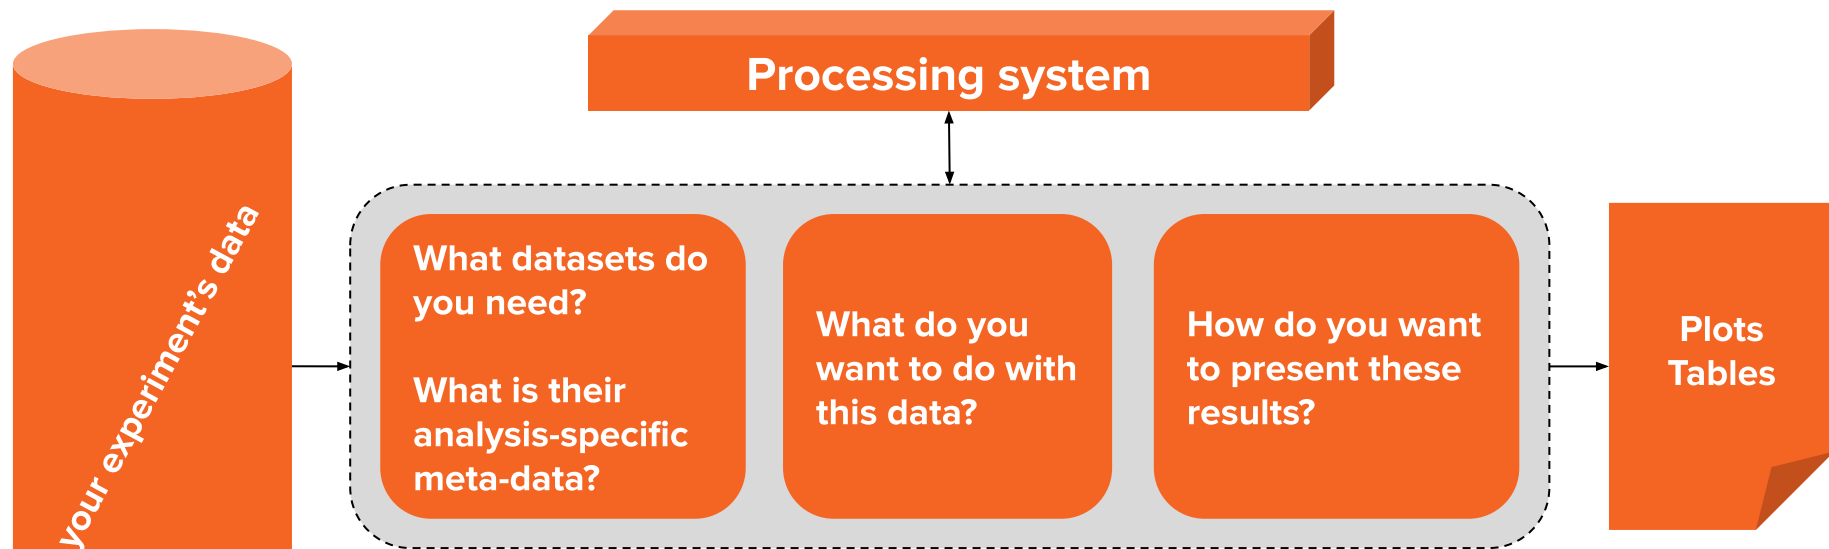 Processing system
your experiment's data
What datasets do
you need?
What is their
analysis-specific
meta-data?
What do you
want to do with
this data?
How do you want
to present these
results?
Plots
Tables